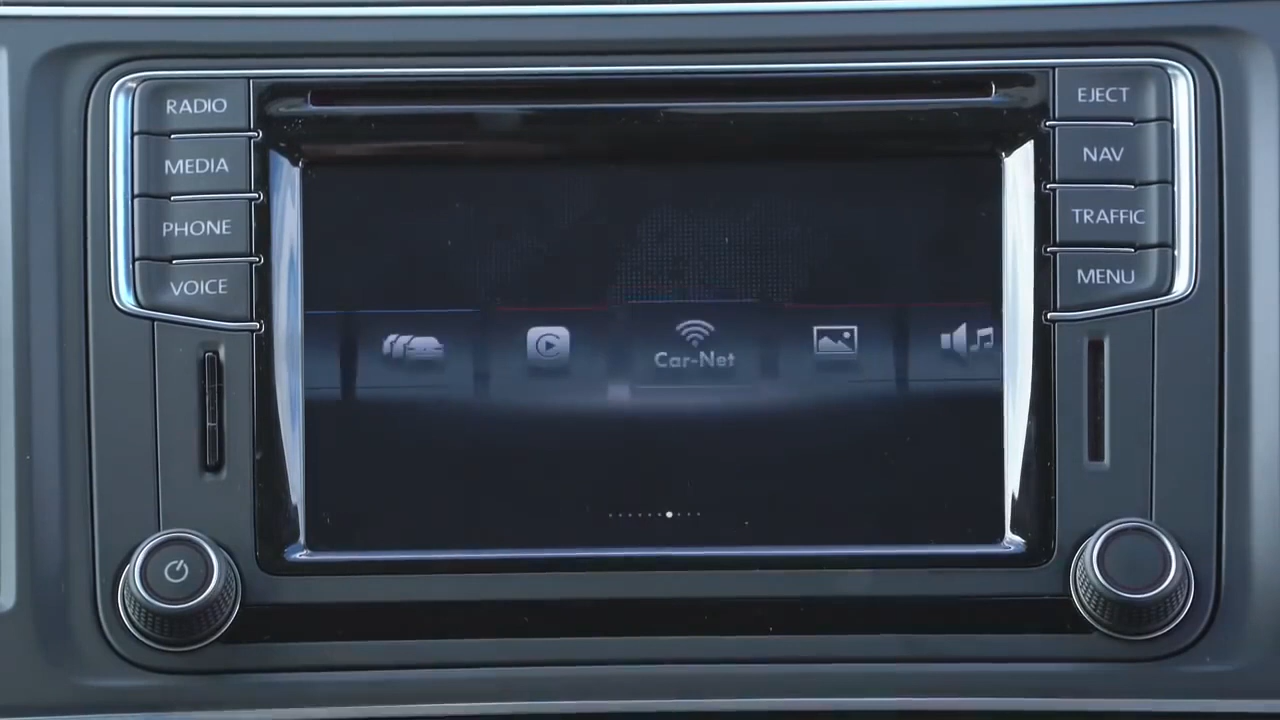 RADIO
MEDIA
PHONE
VOICE
EJECT
NAV
TRAFFIC
MENU
Car-Net